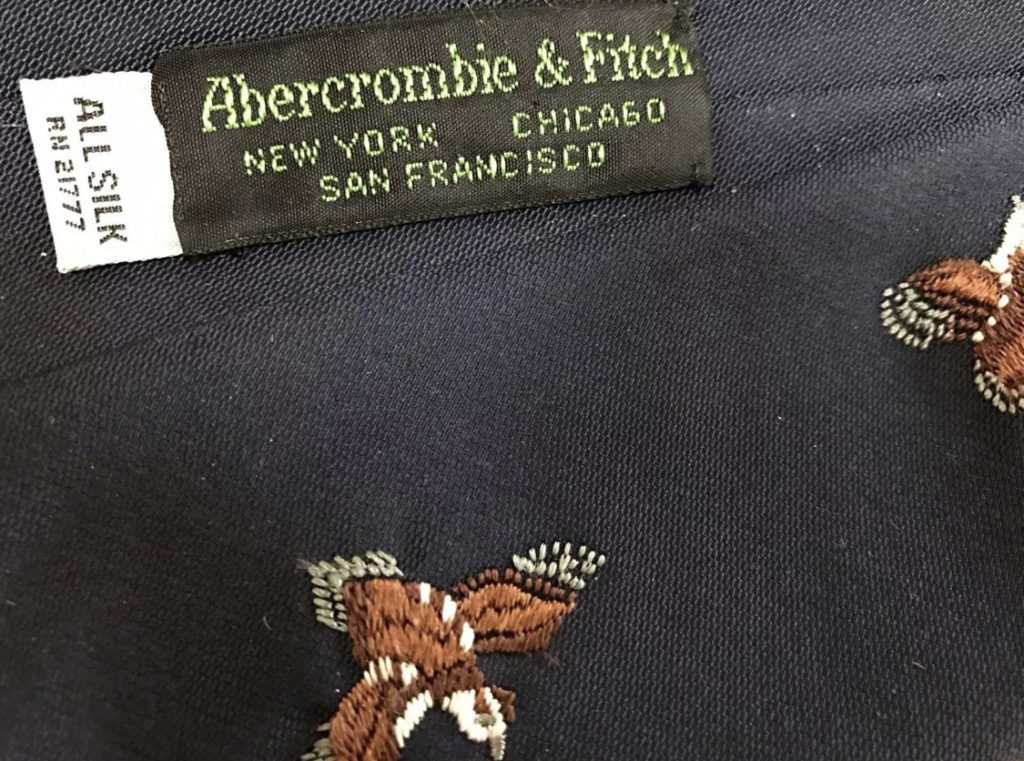 Abercrombie & Fitch
NEW YORK CHICAGO
SAN FRANCISCO
ALL SILK
RN 21777